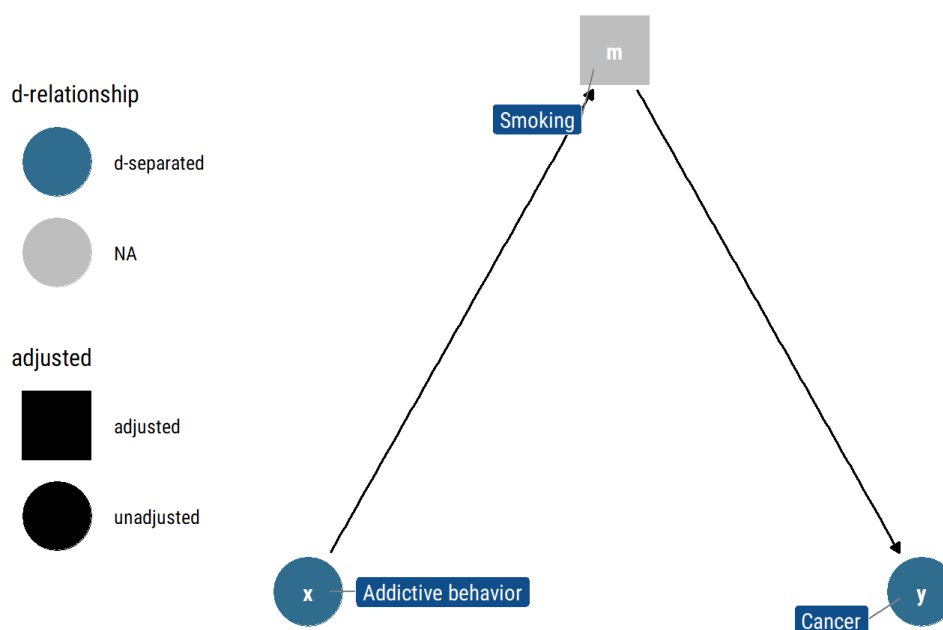 m
d-relationship
Smoking
d-separated
NA
adjusted
adjusted
unadjusted
x
Addictive behavior
y
Cancer